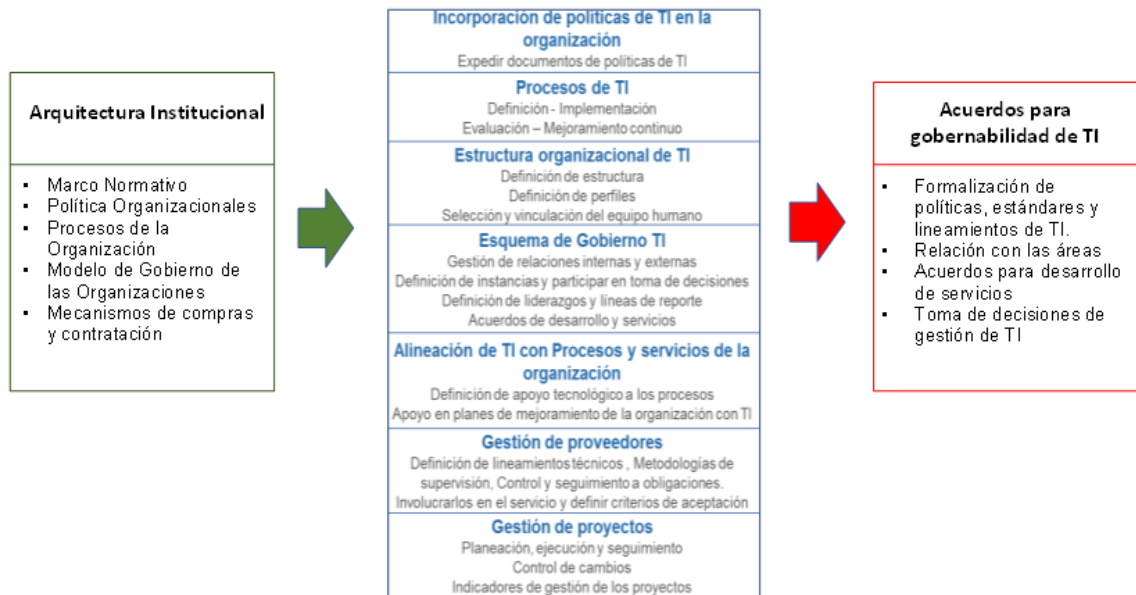 Arquitectura Institucional
▪ Marco Normativo
▪ Política Organizacionales
▪ Procesos de la
Organización
▪ Modelo de Gobierno de
las Organizaciones
▪ Mecanismos de compras
y contratación
Incorporación de políticas de TI en la
organización
Expedir documentos de políticas de TI
Procesos de TI
Definición - Implementación
Evaluación – Mejoramiento continuo
Estructura organizacional de TI
Definición de estructura
Definición de perfiles
Selección y vinculación del equipo humano
Esquema de Gobierno TI
Gestión de relaciones internas y externas
Definición de instancias y participar en toma de decisiones
Definición de liderazgos y líneas de reporte
Acuerdos de desarrollo y servicios
Alineación de TI con Procesos y servicios de la
organización
Definición de apoyo tecnológico a los procesos
Apoyo en planes de mejoramiento de la organización con TI
Gestión de proveedores
Definición de lineamientos técnicos , Metodologías de
supervisión, Control y seguimiento a obligaciones.
Involucrarlos en el servicio y definir criterios de aceptación
Gestión de proyectos
Planeación, ejecución y seguimiento
Control de cambios
Indicadores de gestión de los proyectos
Acuerdos para
gobernabilidad de TI
▪ Formalización de
políticas, estándares y
lineamientos de TI.
▪ Relación con las áreas
▪ Acuerdos para desarrollo
de servicios
▪ Toma de decisiones de
gestión de TI